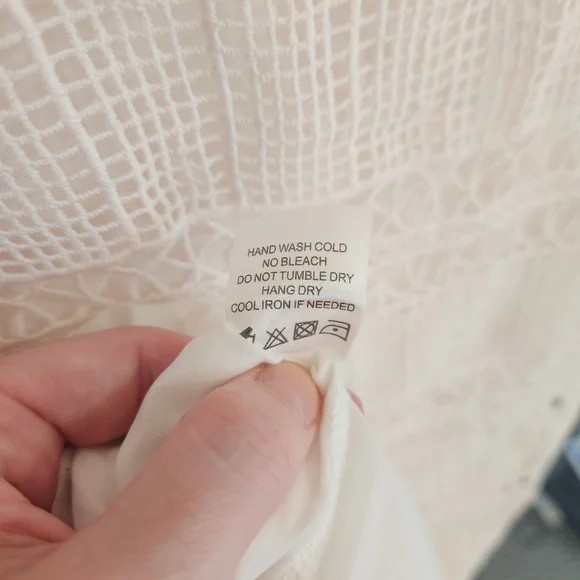 HAND WASH COLD
NO BLEACH
DO NOT TUMBLE DRY
HANG DRY
COOL IRON IF NEEDED